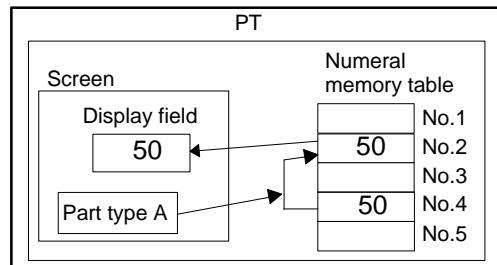 PT
Screen
Display field
50
Part type A
Numeral
memory table
No.1
50 No.2
No.3
50 No.4
No.5